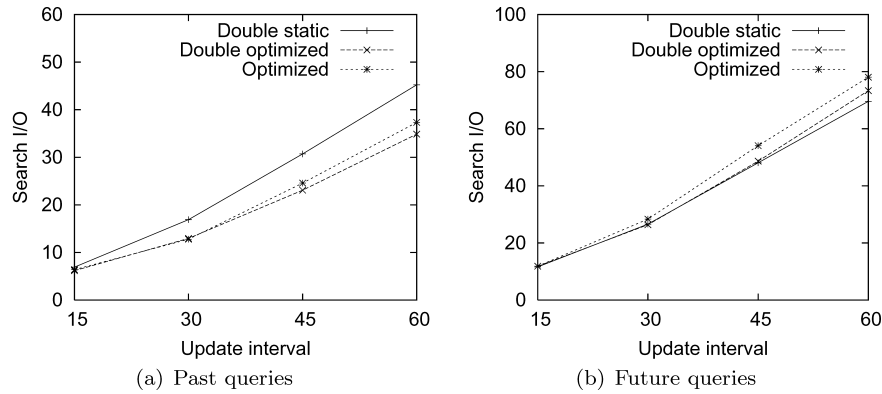 60
50
40
30
20
10
0
Search I/O
Double static
Double optimized
Optimized
15 30 45 60
Update interval
(a) Past queries
100
80
60
40
20
0
Search I/O
Double static
Double optimized
Optimized
15 30 45 60
Update interval
(b) Future queries